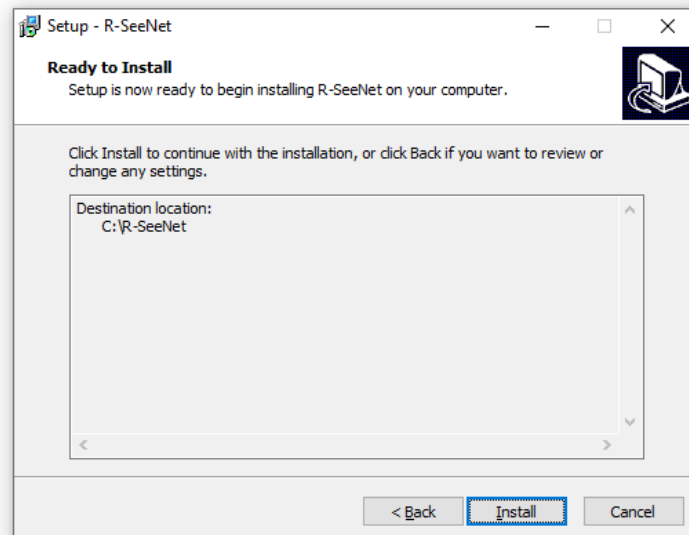 Setup - R-SeeNet
Ready to Install
Setup is now ready to begin installing R-SeeNet on your computer.
Click Install to continue with the installation, or click Back if you want to review or
change any settings.
Destination location:
C:\R-SeeNet
< Back
Install
Cancel